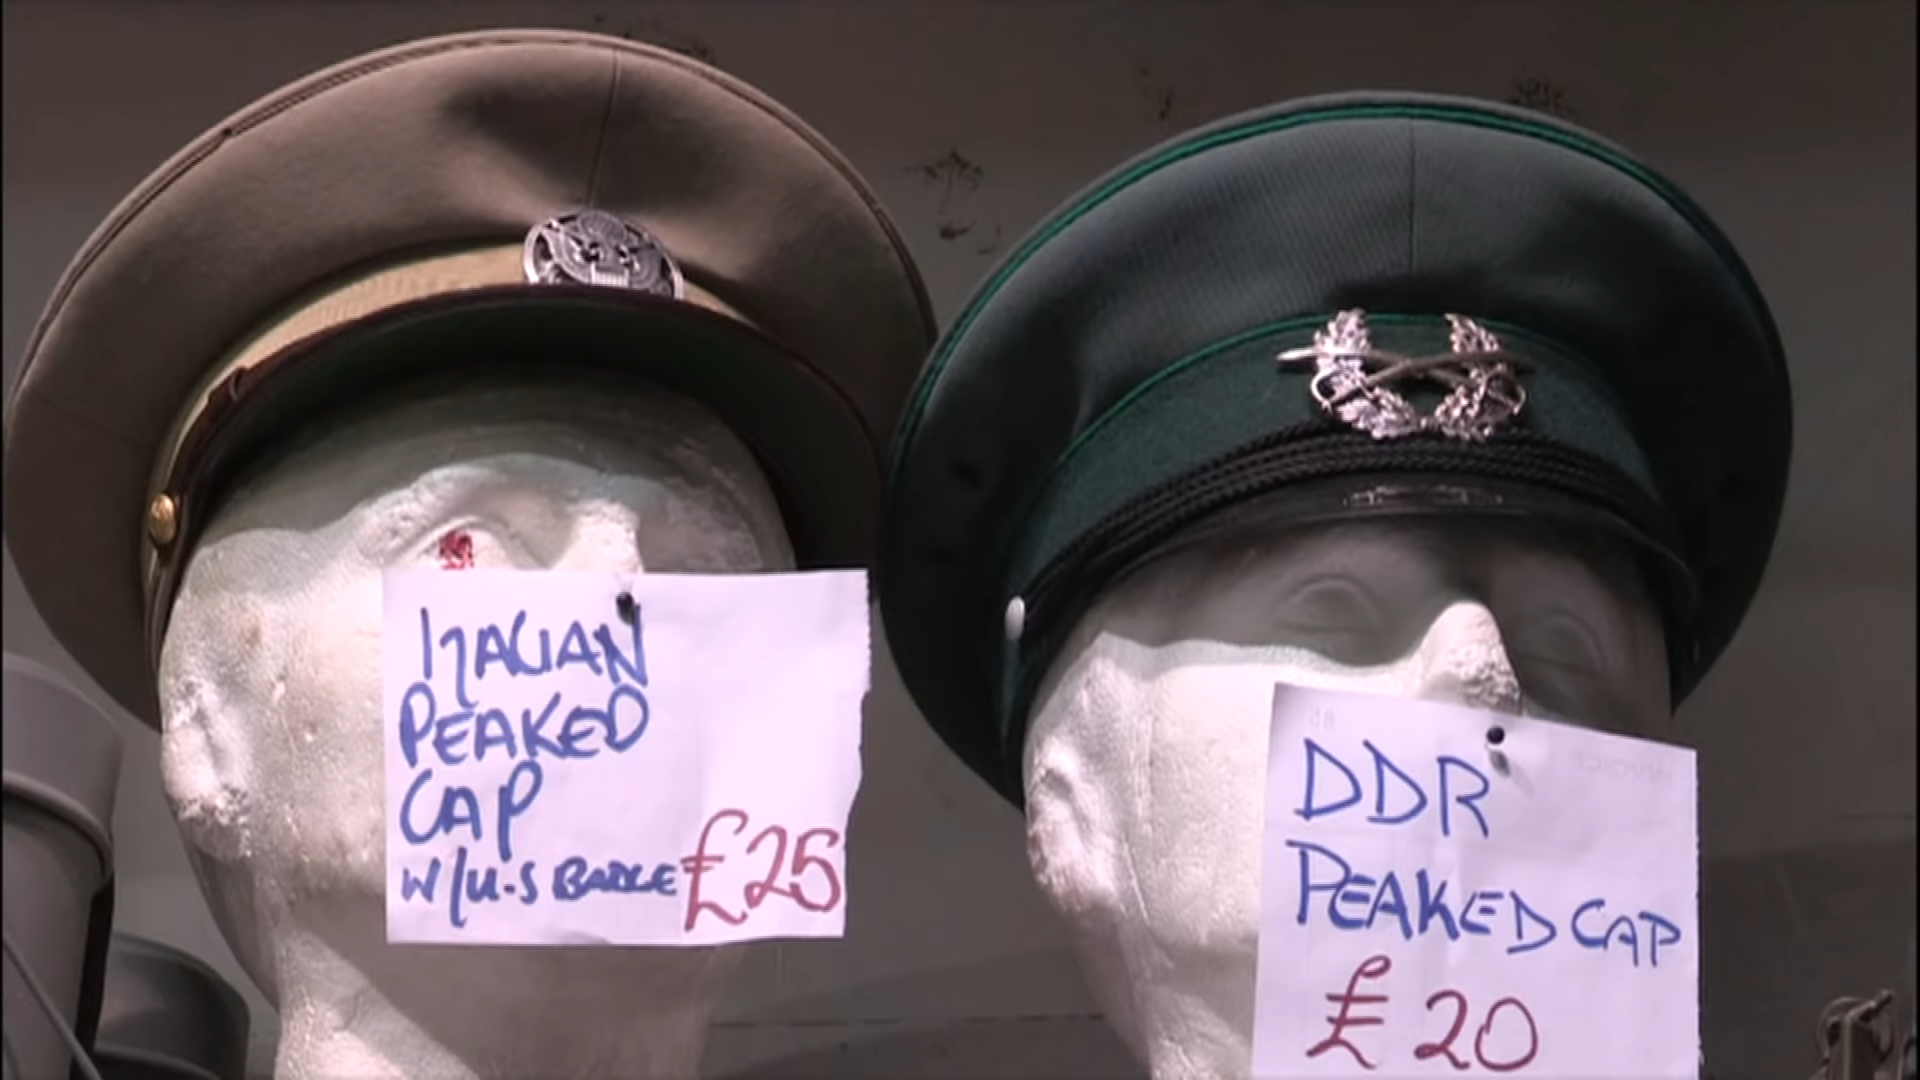 ITALIAN
PEAKED
CAP
W/U-S BADGE £25
DDR
PEAKED CAP
£20